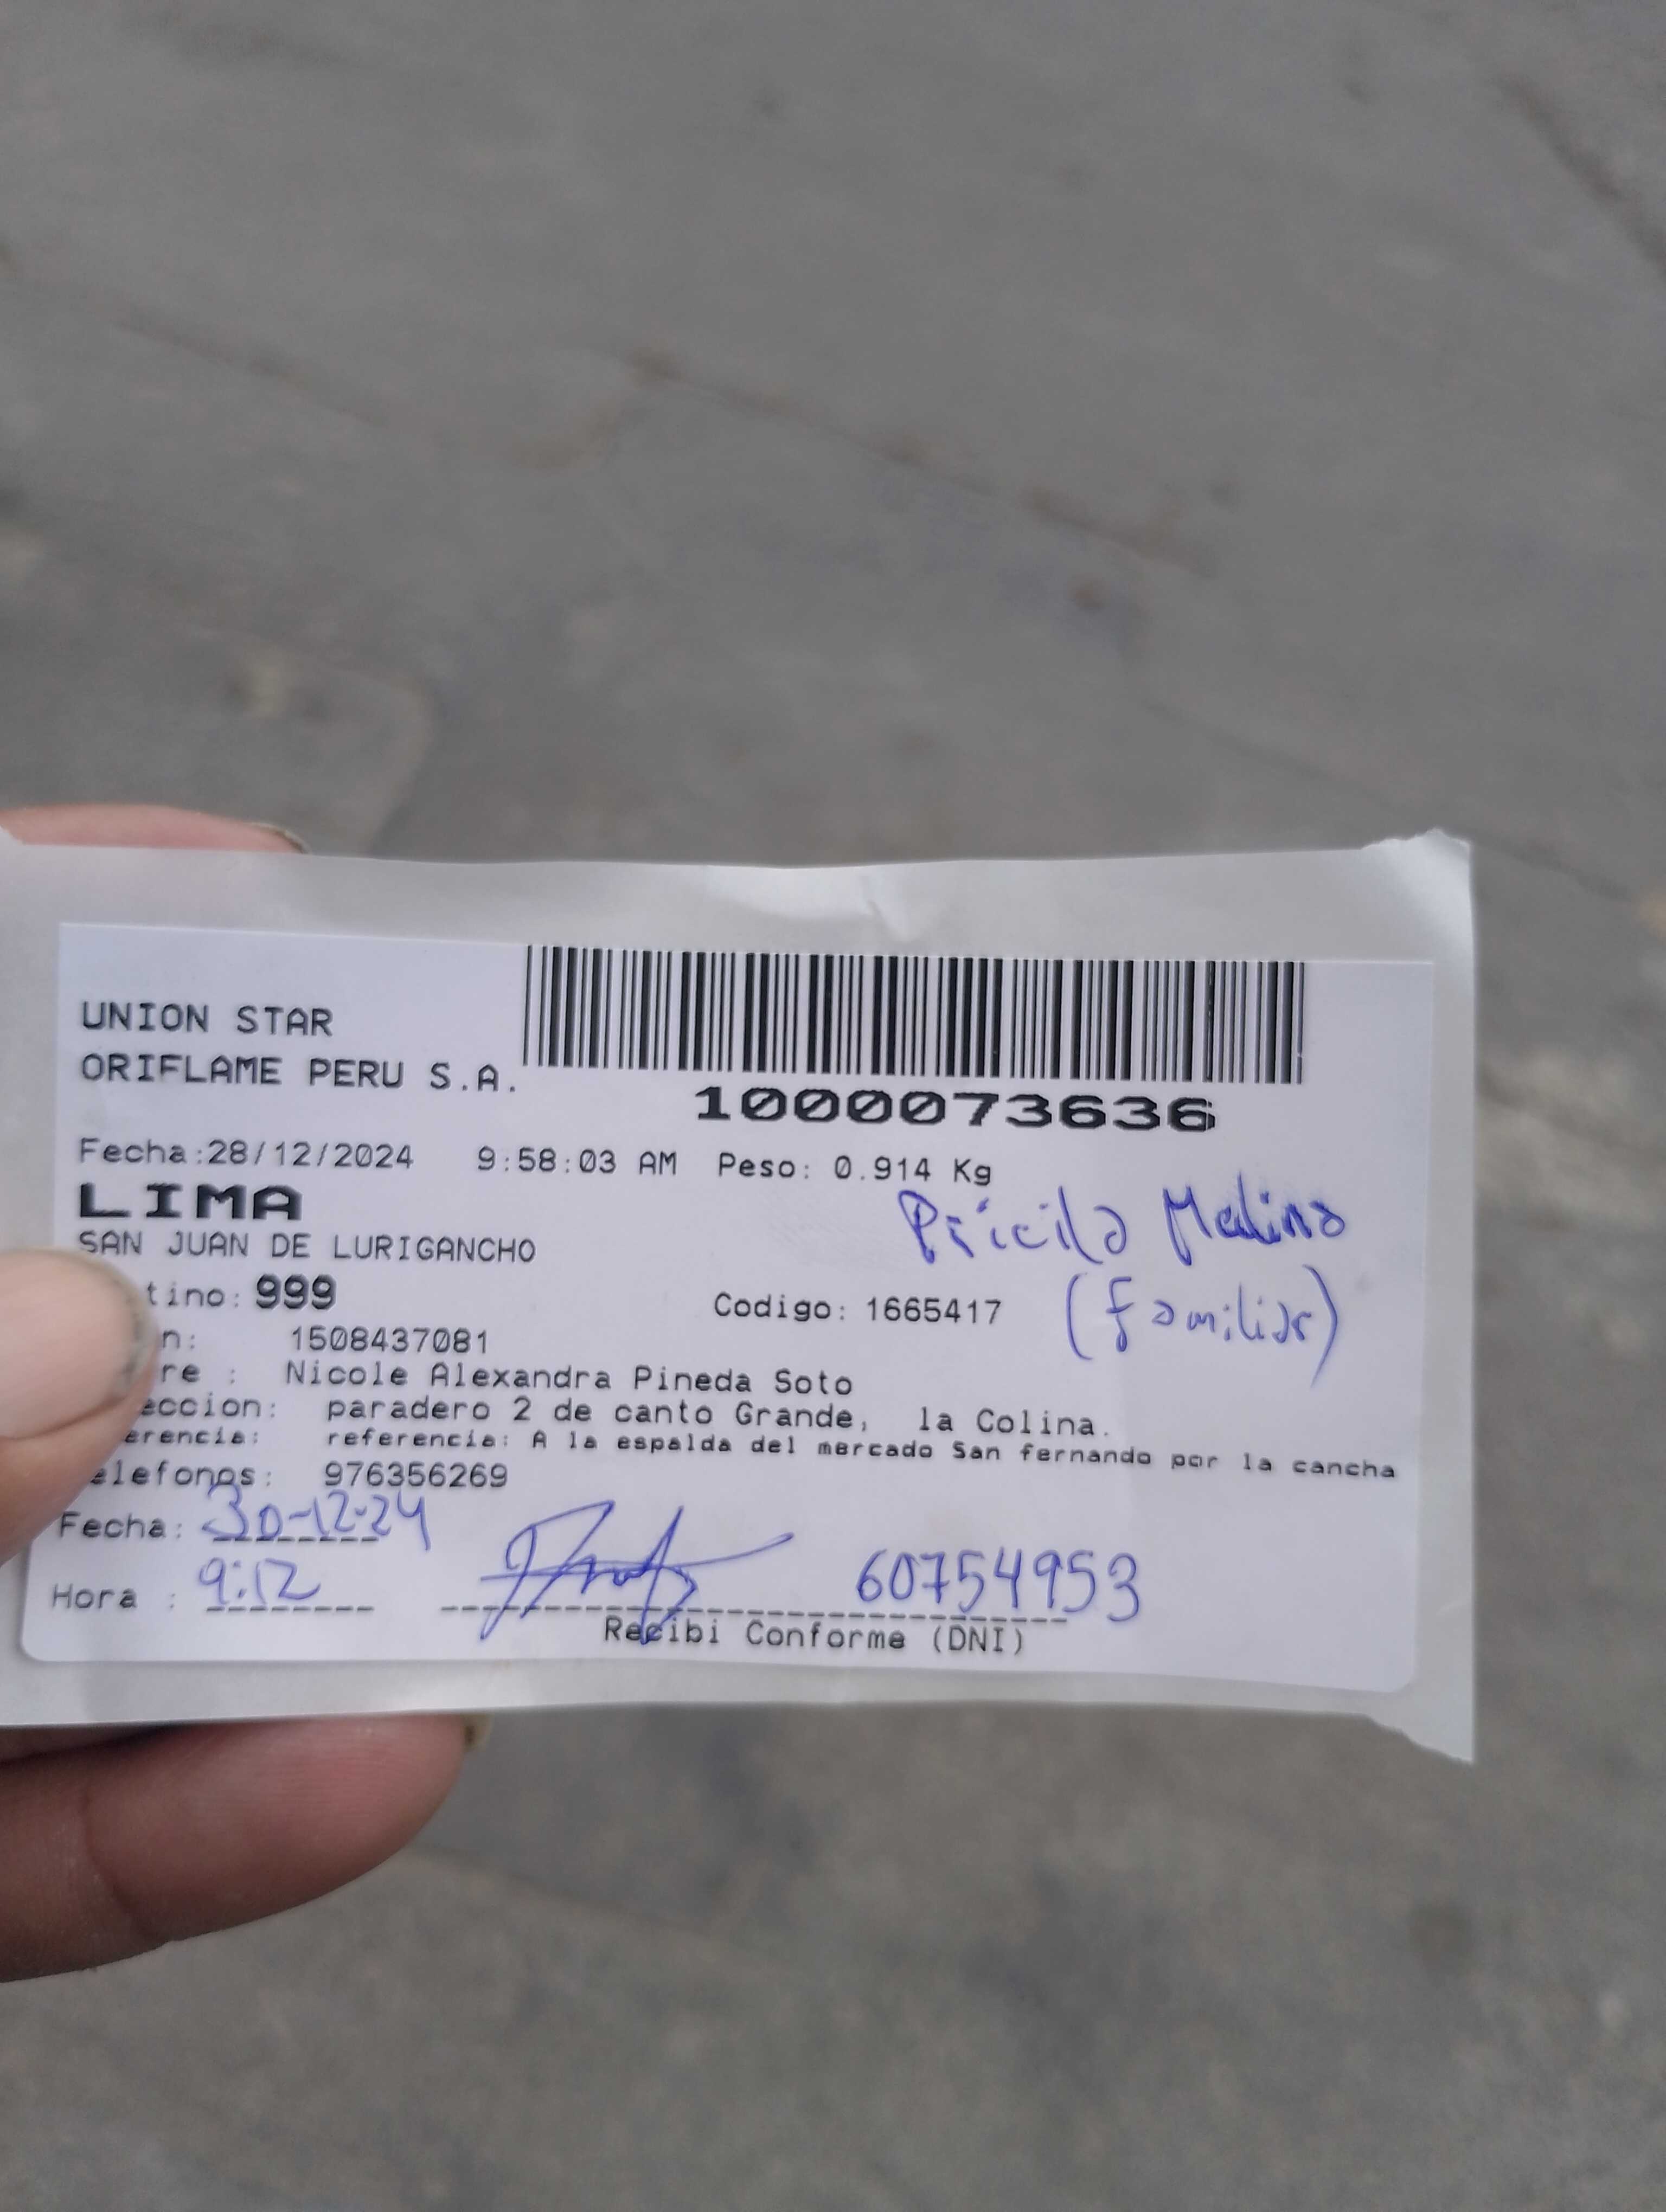 UNION STAR
ORIFLAME PERU S.A.
1000073636
Fecha:28/12/2024 9:58:03 AM Peso: 0.914 Kg
LIMA
SAN JUAN DE LURIGANCHO
Pricila Molino
(familiar)
tino: 999 Codigo: 1665417
n: 1508437081
re : Nicole Alexandra Pineda Soto
eccion: paradero 2 de canto Grande, la Colina.
erencia: referencia: A la espalda del mercado San fernando por la cancha
elefonos: 976356269
Fecha: 30-12-24
Hora : 9:12 60754953
Recibi Conforme (DNI)